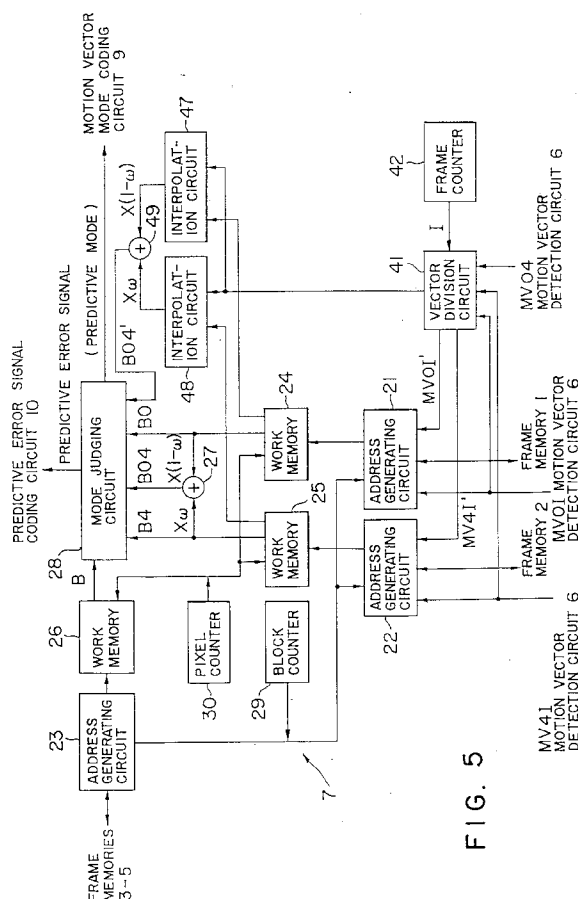 PREDICTIVE ERROR SIGNAL
CODING CIRCUIT 10
PREDICTIVE ERROR SIGNAL
(PREDICTIVE MODE)
MOTION VECTOR
MODE CODING
CIRCUIT 9
FRAME
MEMORIES
3-5
23
ADDRESS
GENERATING
CIRCUIT
26
WORK
MEMORY
B
28
MODE JUDGING
CIRCUIT
B4
B04
B0
B04'
Xω
X(1-ω)
27
Xω
X(1-ω)
49
48
INTERPOLAT-
ION CIRCUIT
47
INTERPOLAT-
ION CIRCUIT
PIXEL
COUNTER
30
BLOCK
COUNTER
29
25
WORK
MEMORY
24
WORK
MEMORY
7
22
ADDRESS
GENERATING
CIRCUIT
21
ADDRESS
GENERATING
CIRCUIT
MV4I'
MV0I'
41
VECTOR
DIVISION
CIRCUIT
I
42
FRAME
COUNTER
FRAME MEMORY 2
FRAME MEMORY 1
MV4I
MOTION VECTOR
DETECTION CIRCUIT 6
MV0I MOTION VECTOR
DETECTION CIRCUIT 6
MV04
MOTION VECTOR
DETECTION CIRCUIT 6
FIG. 5